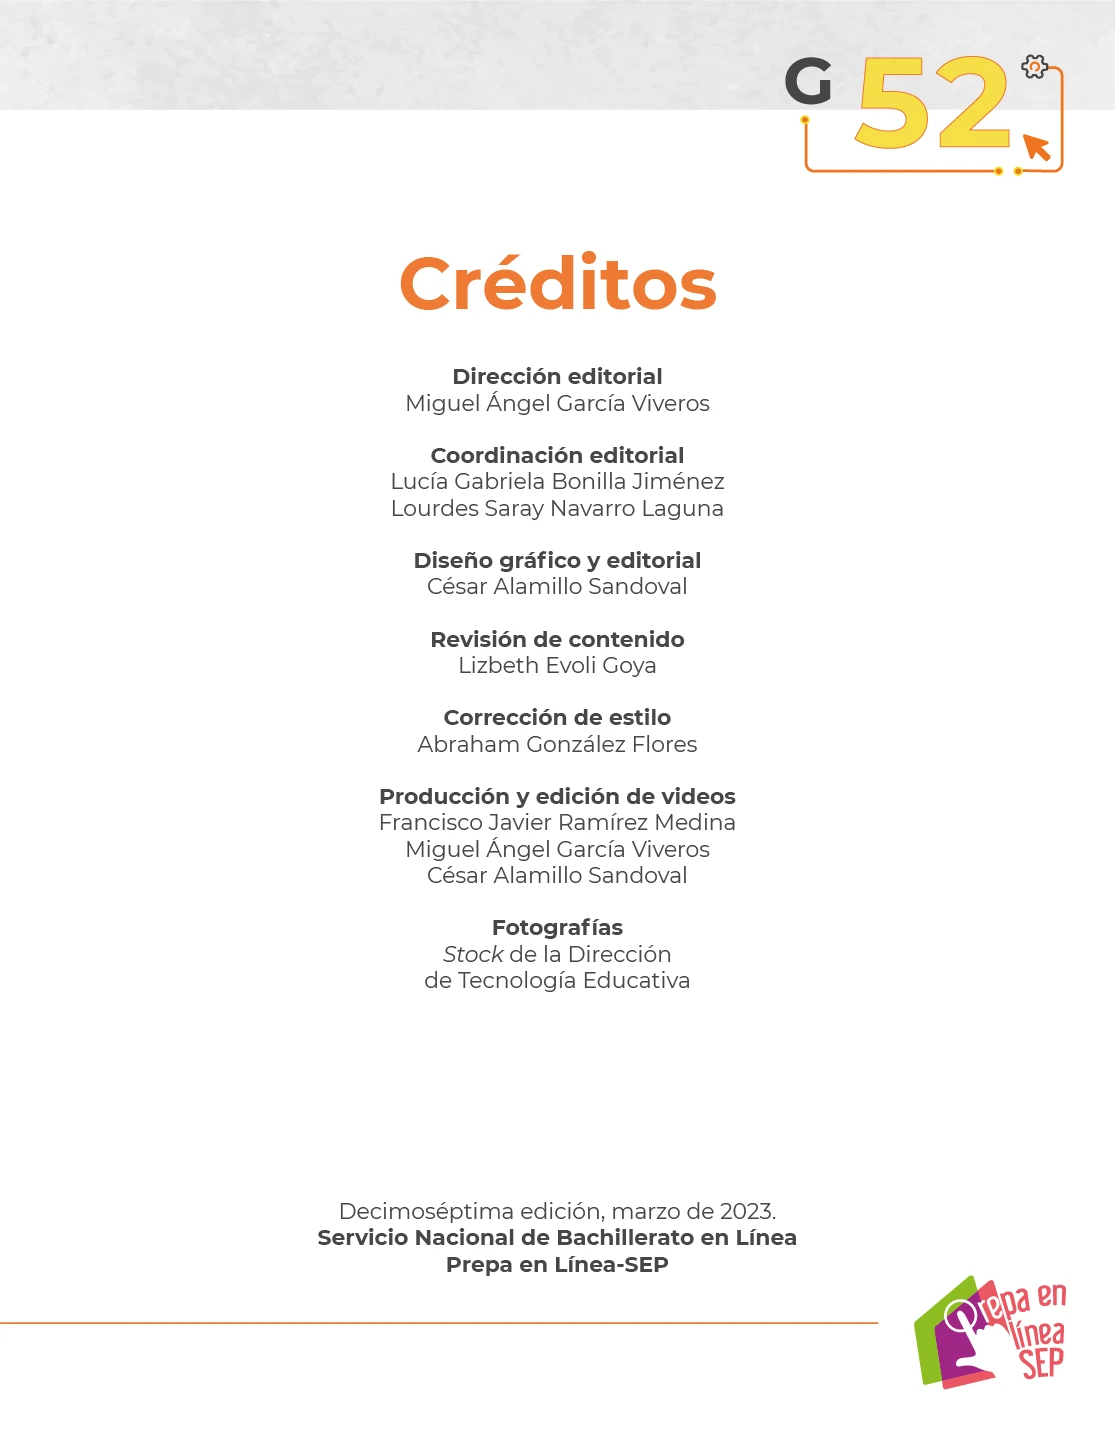 G 52
Créditos
Dirección editorial
Miguel Ángel García Viveros
Coordinación editorial
Lucía Gabriela Bonilla Jiménez
Lourdes Saray Navarro Laguna
Diseño gráfico y editorial
César Alamillo Sandoval
Revisión de contenido
Lizbeth Evoli Goya
Corrección de estilo
Abraham González Flores
Producción y edición de videos
Francisco Javier Ramírez Medina
Miguel Ángel García Viveros
César Alamillo Sandoval
Fotografías
Stock de la Dirección
de Tecnología Educativa
Decimoséptima edición, marzo de 2023.
Servicio Nacional de Bachillerato en Línea
Prepa en Línea-SEP
Prepa en
línea
SEP